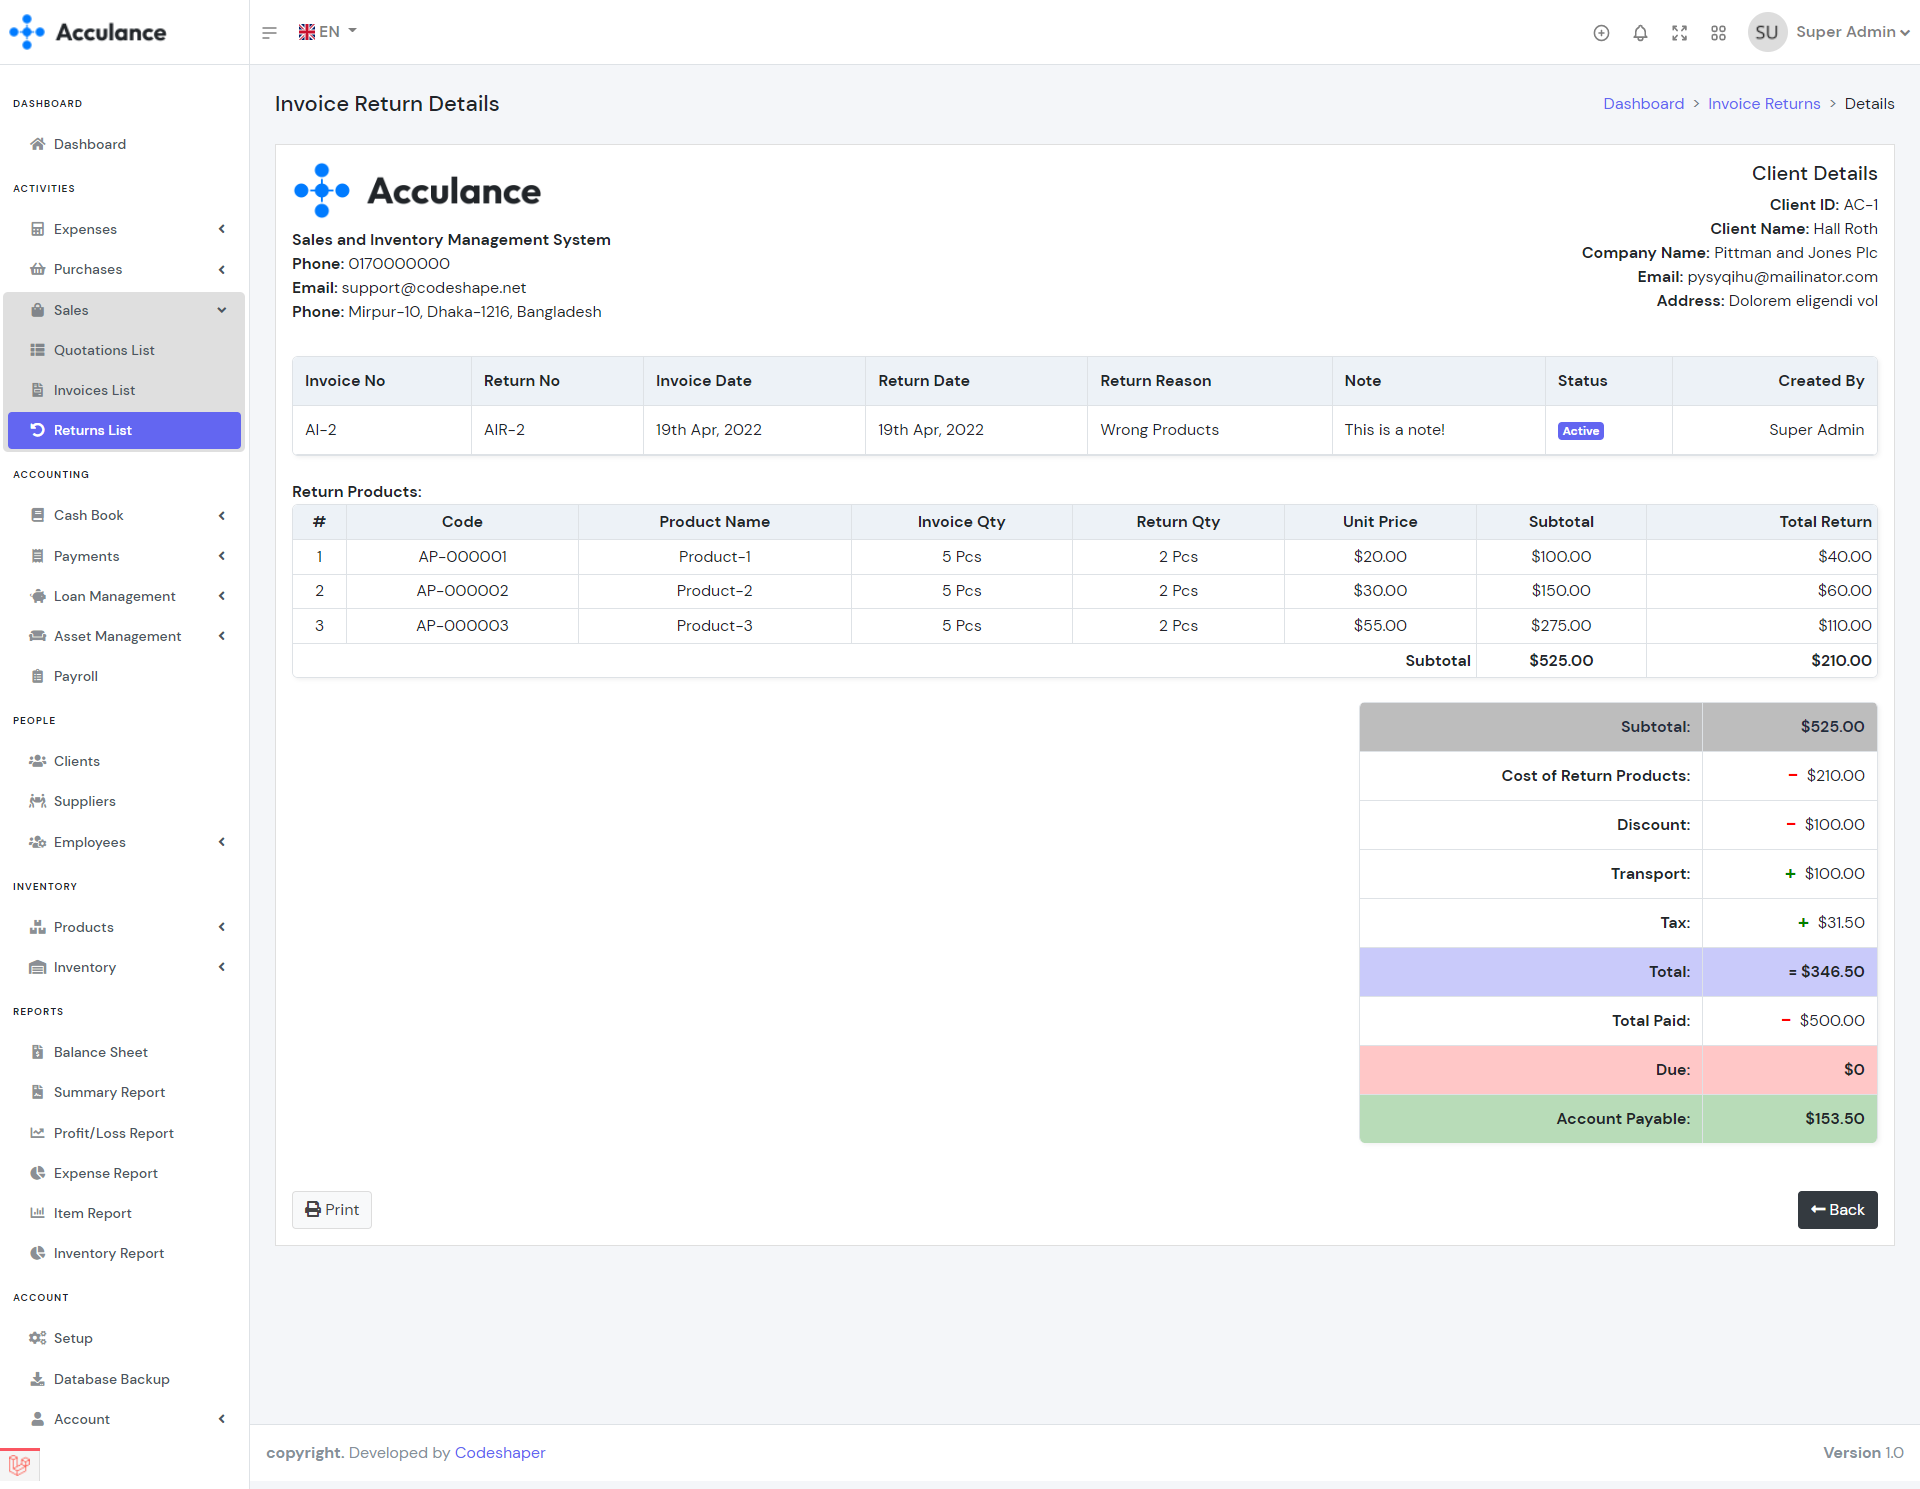 Acculance
EN
SU Super Admin
DASHBOARD
Dashboard
ACTIVITIES
Expenses
Purchases
Sales
Quotations List
Invoices List
Returns List
ACCOUNTING
Cash Book
Payments
Loan Management
Asset Management
Payroll
PEOPLE
Clients
Suppliers
Employees
INVENTORY
Products
Inventory
REPORTS
Balance Sheet
Summary Report
Profit/Loss Report
Expense Report
Item Report
Inventory Report
ACCOUNT
Setup
Database Backup
Account
Invoice Return Details
Dashboard > Invoice Returns > Details
Acculance
Sales and Inventory Management System
Phone: 0170000000
Email: support@codeshape.net
Phone: Mirpur-10, Dhaka-1216, Bangladesh
Client Details
Client ID: AC-1
Client Name: Hall Roth
Company Name: Pittman and Jones Plc
Email: pysyqihu@mailinator.com
Address: Dolorem eligendi vol
Invoice No Return No Invoice Date Return Date Return Reason Note Status Created By
AI-2 AIR-2 19th Apr, 2022 19th Apr, 2022 Wrong Products This is a note! Active Super Admin
Return Products:
# Code Product Name Invoice Qty Return Qty Unit Price Subtotal Total Return
1 AP-000001 Product-1 5 Pcs 2 Pcs $20.00 $100.00 $40.00
2 AP-000002 Product-2 5 Pcs 2 Pcs $30.00 $150.00 $60.00
3 AP-000003 Product-3 5 Pcs 2 Pcs $55.00 $275.00 $110.00
Subtotal $525.00 $210.00
Subtotal: $525.00
Cost of Return Products: - $210.00
Discount: - $100.00
Transport: + $100.00
Tax: + $31.50
Total: = $346.50
Total Paid: - $500.00
Due: $0
Account Payable: $153.50
Print
Back
copyright. Developed by Codeshaper
Version 1.0